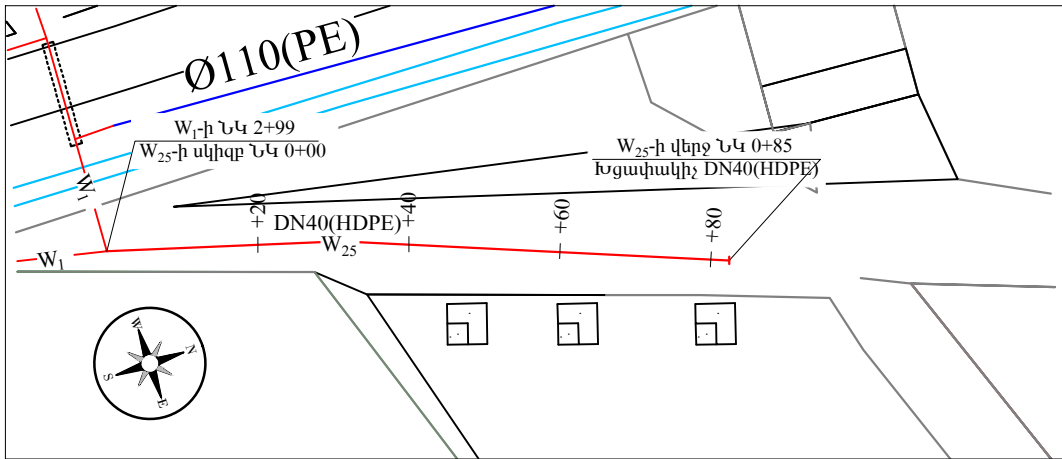 Ø110(PE)
W₁-ի ՆԿ 2+99
W₂₅-ի սկիզբ ՆԿ 0+00
W₂₅-ի վերջ ՆԿ 0+85
Խցափակիչ DN40(HDPE)
W₁
+20
DN40(HDPE)
+40
+60
+80
W₂₅
W₁
W
N
S
E